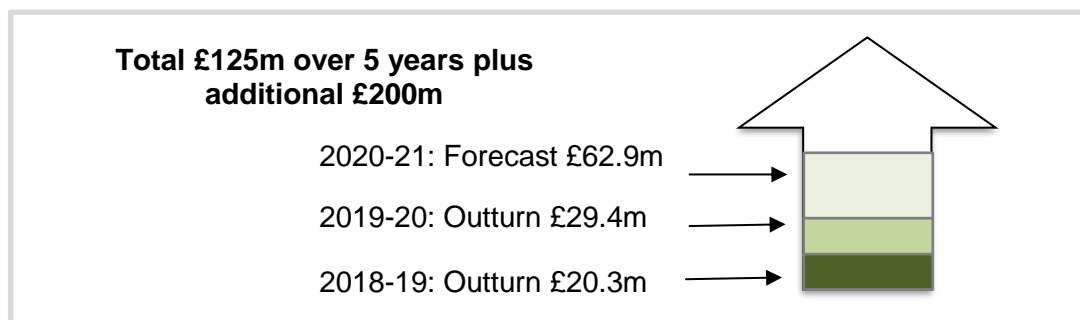 Total £125m over 5 years plus
additional £200m
2020-21: Forecast £62.9m
2019-20: Outturn £29.4m
2018-19: Outturn £20.3m